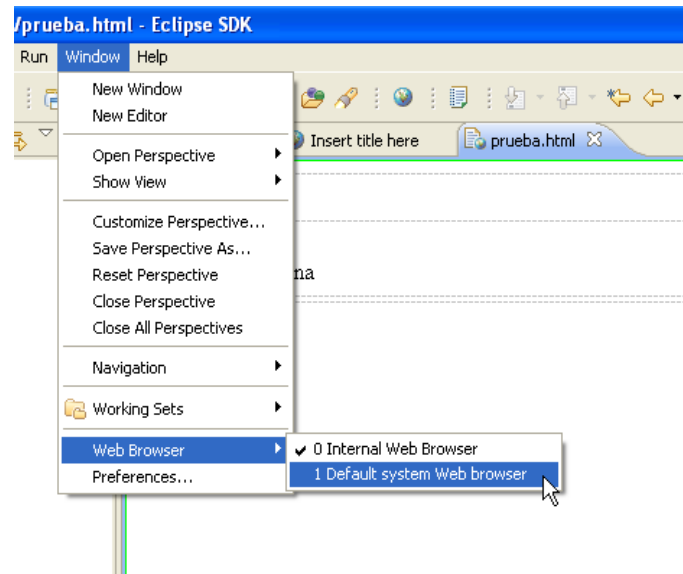 /prueba.html - Eclipse SDK
Run Window Help
New Window
New Editor
Insert title here prueba.html
Open Perspective
Show View
Customize Perspective...
Save Perspective As...
Reset Perspective
na
Close Perspective
Close All Perspectives
Navigation
Working Sets
Web Browser 0 Internal Web Browser
1 Default system Web browser
Preferences...